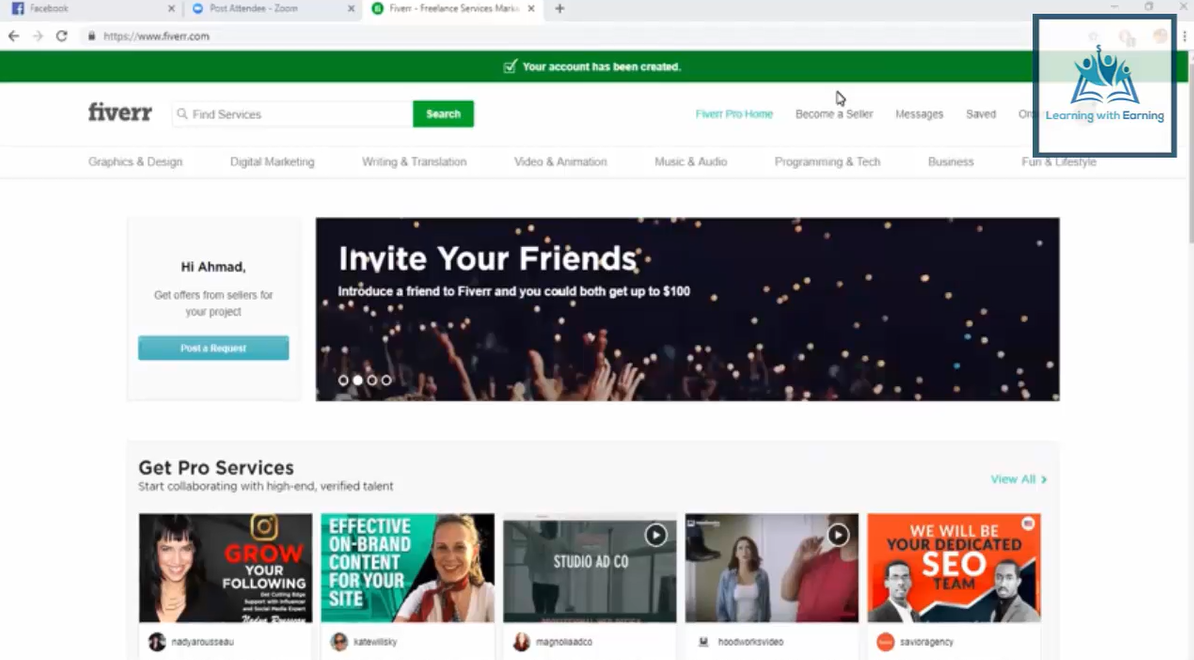 Facebook
Post Attendee - Zoom
Fiverr - Freelance Services Mark
https://www.fiverr.com
Your account has been created.
fiverr
Find Services
Search
Fiverr Pro Home
Become a Seller
Messages
Saved
Learning with Earning
Graphics & Design
Digital Marketing
Writing & Translation
Video & Animation
Music & Audio
Programming & Tech
Business
Fun & Lifestyle
Hi Ahmad,
Get offers from sellers for
your project
Post a Request
Invite Your Friends
Introduce a friend to Fiverr and you could both get up to $100
Get Pro Services
Start collaborating with high-end, verified talent
View All >
GROW
YOUR
FOLLOWING
Get Cutting Edge
Support with Influencer
and Social Media Expert
EFFECTIVE
ON-BRAND
CONTENT
FOR YOUR
SITE
STUDIO AD CO
WE WILL BE
YOUR DEDICATED
SEO
TEAM
nadyarousseau
katewillsky
magnoliaadco
hoodworksvideo
savioragency